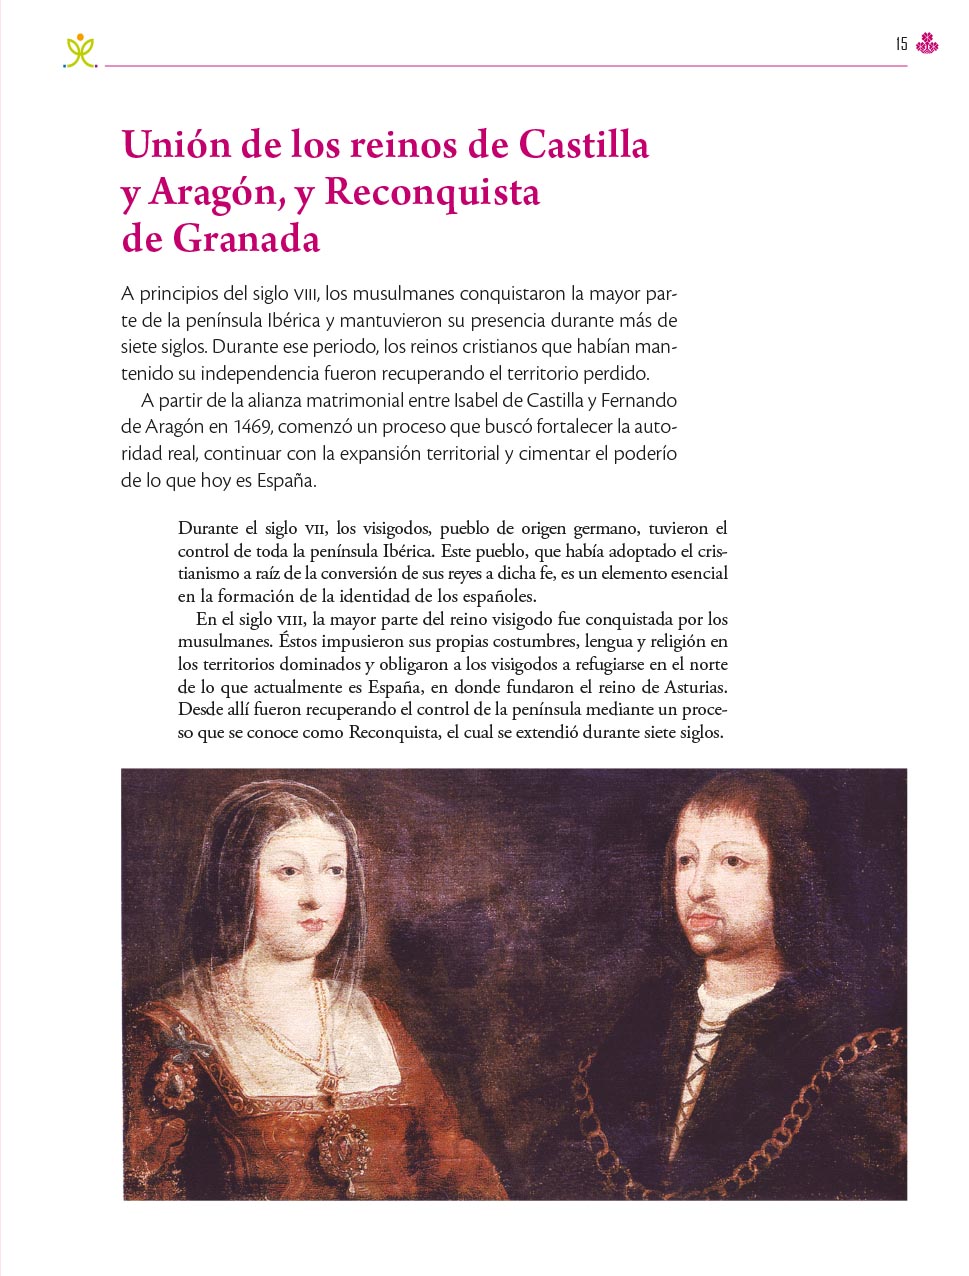 15
Unión de los reinos de Castilla
y Aragón, y Reconquista
de Granada
A principios del siglo VIII, los musulmanes conquistaron la mayor par-
te de la península Ibérica y mantuvieron su presencia durante más de
siete siglos. Durante ese periodo, los reinos cristianos que habían man-
tenido su independencia fueron recuperando el territorio perdido.
A partir de la alianza matrimonial entre Isabel de Castilla y Fernando
de Aragón en 1469, comenzó un proceso que buscó fortalecer la auto-
ridad real, continuar con la expansión territorial y cimentar el poderío
de lo que hoy es España.
Durante el siglo VII, los visigodos, pueblo de origen germano, tuvieron el
control de toda la península Ibérica. Este pueblo, que había adoptado el cris-
tianismo a raíz de la conversión de sus reyes a dicha fe, es un elemento esencial
en la formación de la identidad de los españoles.
En el siglo VIII, la mayor parte del reino visigodo fue conquistada por los
musulmanes. Éstos impusieron sus propias costumbres, lengua y religión en
los territorios dominados y obligaron a los visigodos a refugiarse en el norte
de lo que actualmente es España, en donde fundaron el reino de Asturias.
Desde allí fueron recuperando el control de la península mediante un proce-
so que se conoce como Reconquista, el cual se extendió durante siete siglos.